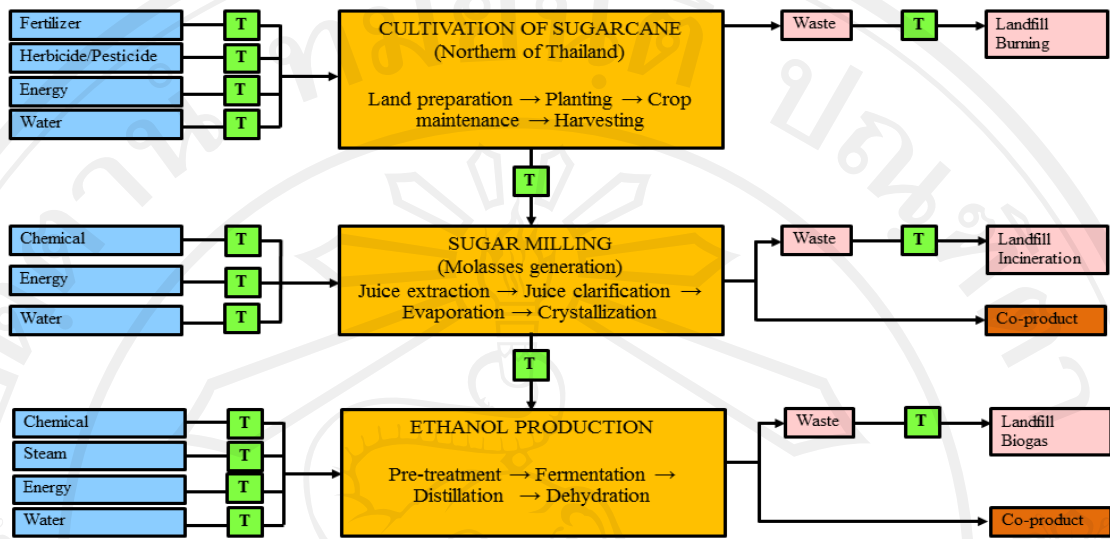 Fertilizer
T
Herbicide/Pesticide
T
Energy
T
Water
T
CULTIVATION OF SUGARCANE
(Northern of Thailand)
Land preparation → Planting → Crop
maintenance → Harvesting
Waste
T
Landfill
Burning
T
Chemical
T
Energy
T
Water
T
SUGAR MILLING
(Molasses generation)
Juice extraction → Juice clarification →
Evaporation → Crystallization
Waste
T
Landfill
Incineration
Co-product
T
Chemical
T
Steam
T
Energy
T
Water
T
ETHANOL PRODUCTION
Pre-treatment → Fermentation →
Distillation → Dehydration
Waste
T
Landfill
Biogas
Co-product